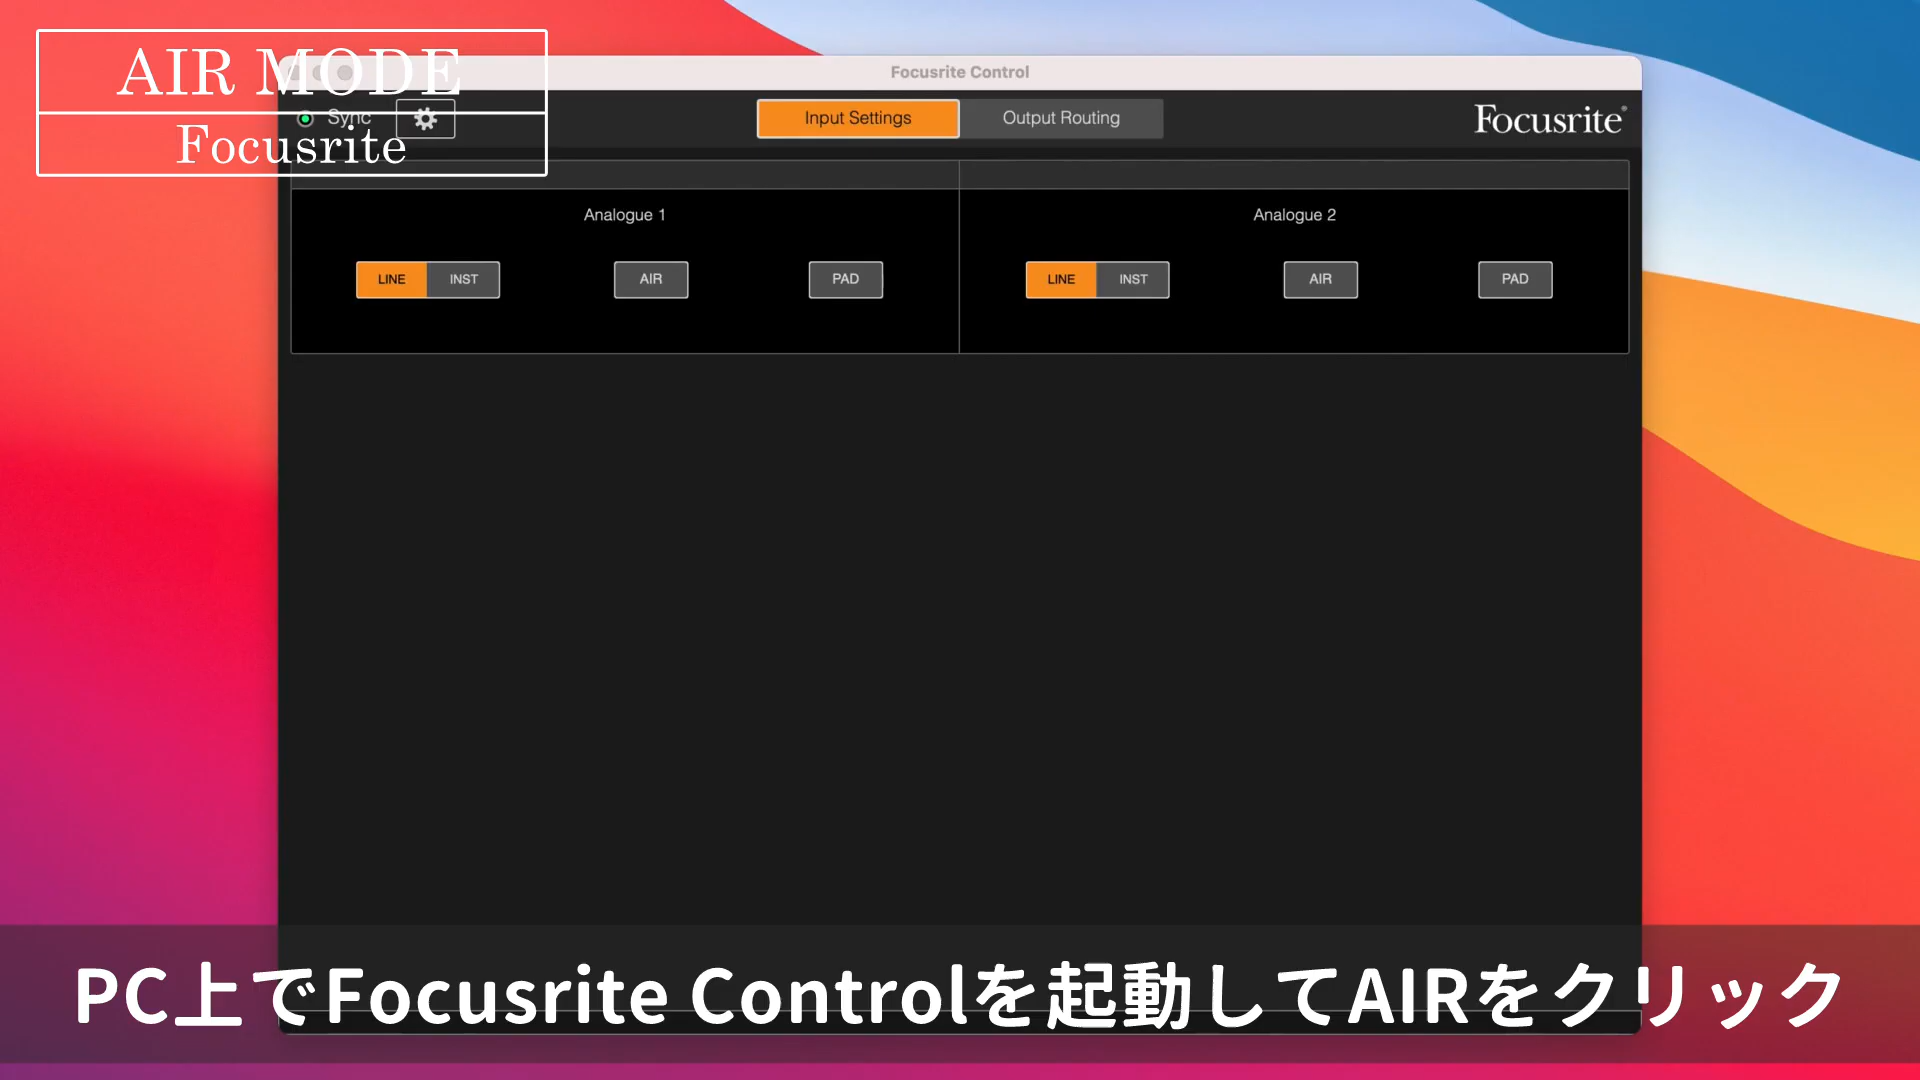 AIR MODE
Focusrite
Focusrite Control
Sync
Input Settings
Output Routing
Focusrite
Analogue 1
LINE
INST
AIR
PAD
Analogue 2
LINE
INST
AIR
PAD
PC上でFocusrite Controlを起動してAIRをクリック